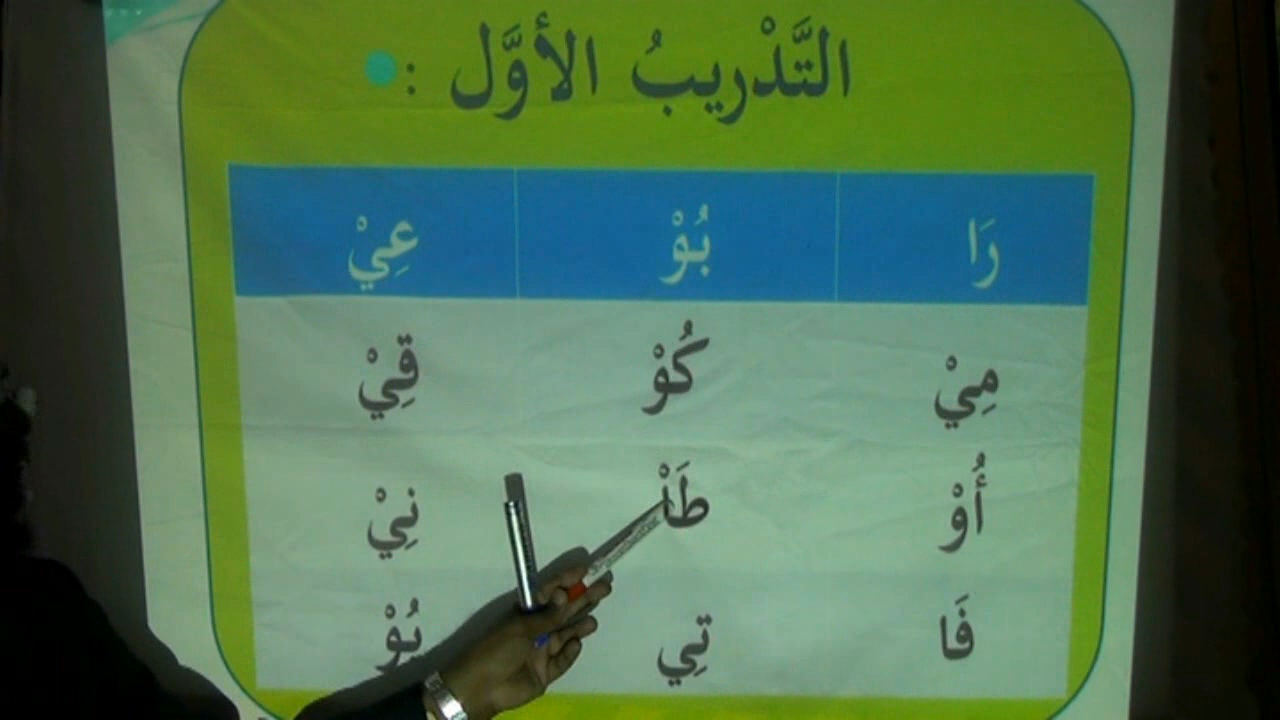 التَّدْرِيبُ الأوَّل :
رَا بُوْ عِيْ
مِيْ كُوْ قِيْ
أُوْ طَاْ نِيْ
فَا تِي يُوْ